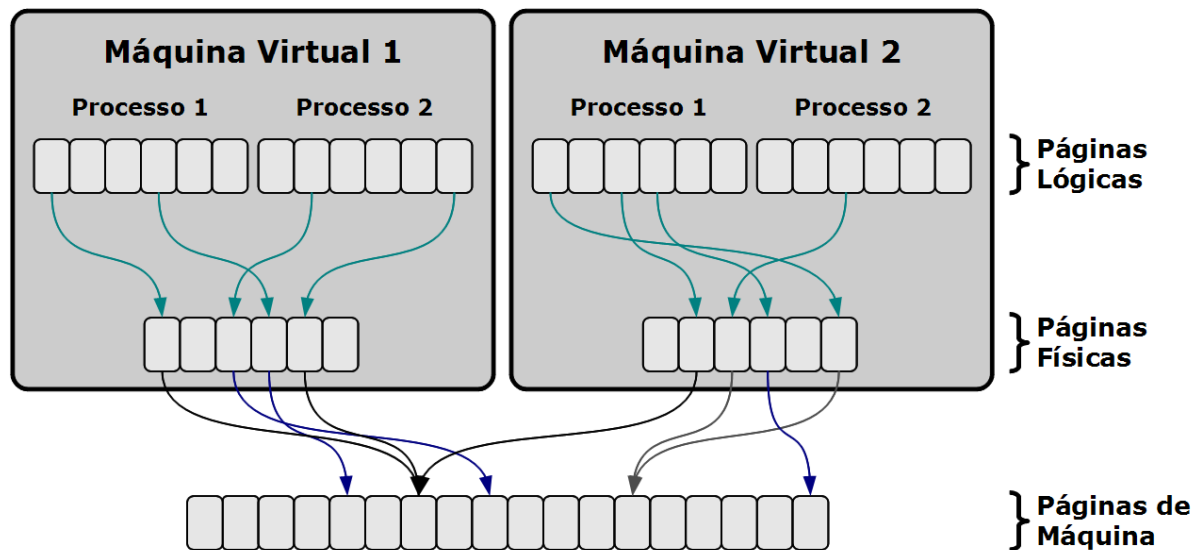 Máquina Virtual 1
Máquina Virtual 2
Processo 1
Processo 2
Processo 1
Processo 2
Páginas
Lógicas
Páginas
Físicas
Páginas de
Máquina